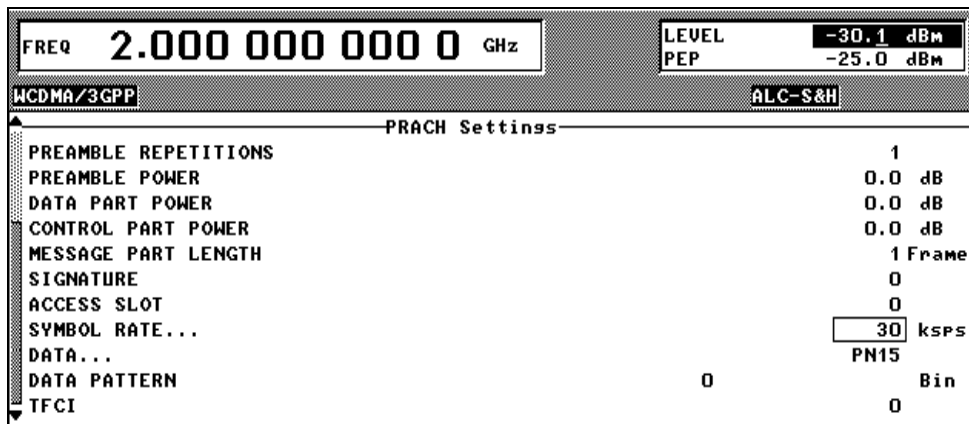 FREQ 2.000 000 000 0 GHz
LEVEL -30.1 dBm
PEP -25.0 dBm
WCDMA/3GPP ALC-S&H
PRACH Settings
PREAMBLE REPETITIONS 1
PREAMBLE POWER 0.0 dB
DATA PART POWER 0.0 dB
CONTROL PART POWER 0.0 dB
MESSAGE PART LENGTH 1 Frame
SIGNATURE 0
ACCESS SLOT 0
SYMBOL RATE... 30 ksps
DATA... PN15
DATA PATTERN 0 Bin
TFCI 0